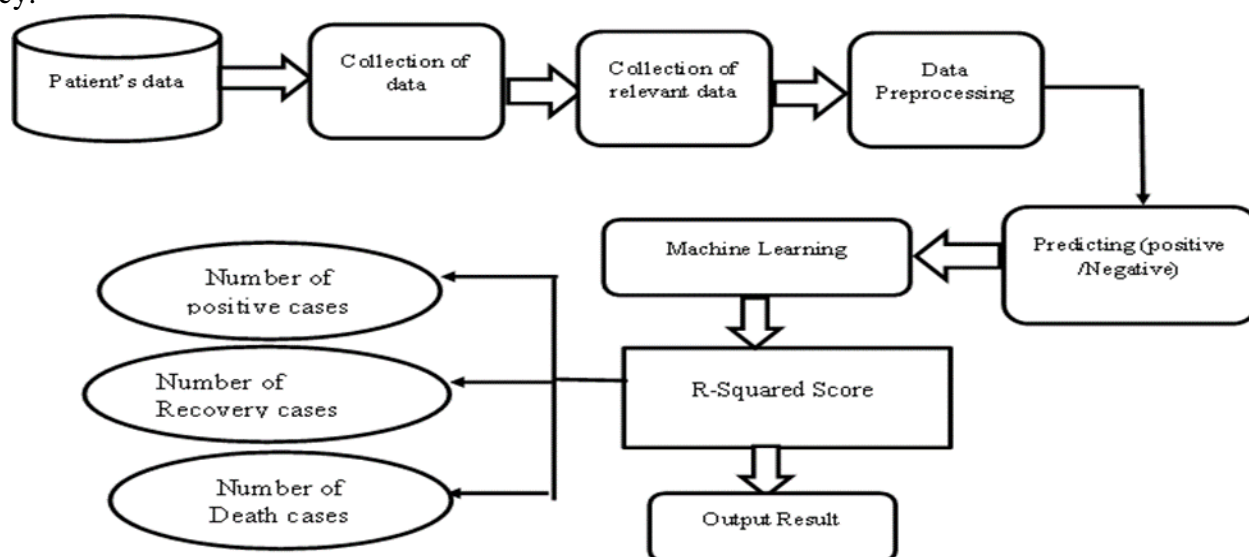 Patient's data
Collection of
data
Collection of
relevant data
Data
Preprocessing
Predicting (positive
/Negative)
Machine Learning
Number of
positive cases
R-Squared Score
Number of
Recovery cases
Number of
Death cases
Output Result